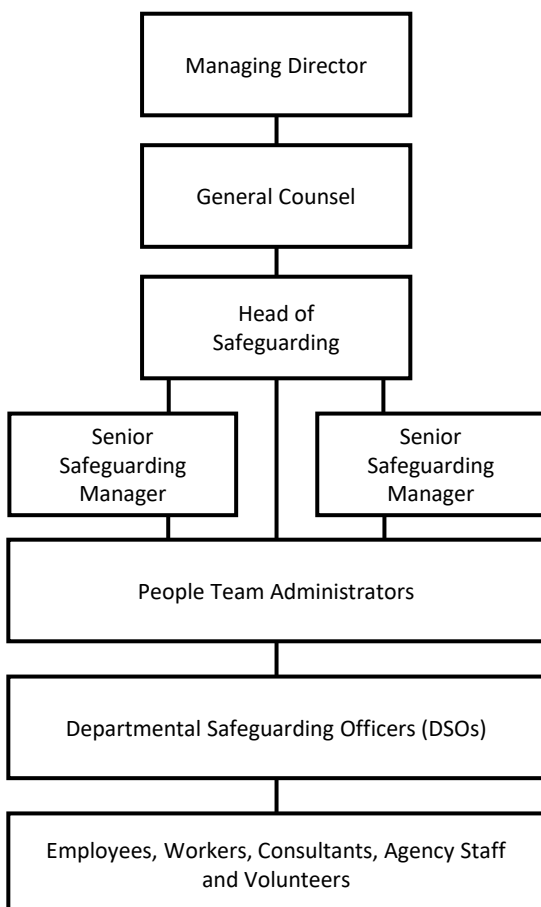 Managing Director
General Counsel
Head of
Safeguarding
Senior
Safeguarding
Manager
Senior
Safeguarding
Manager
People Team Administrators
Departmental Safeguarding Officers (DSOs)
Employees, Workers, Consultants, Agency Staff
and Volunteers